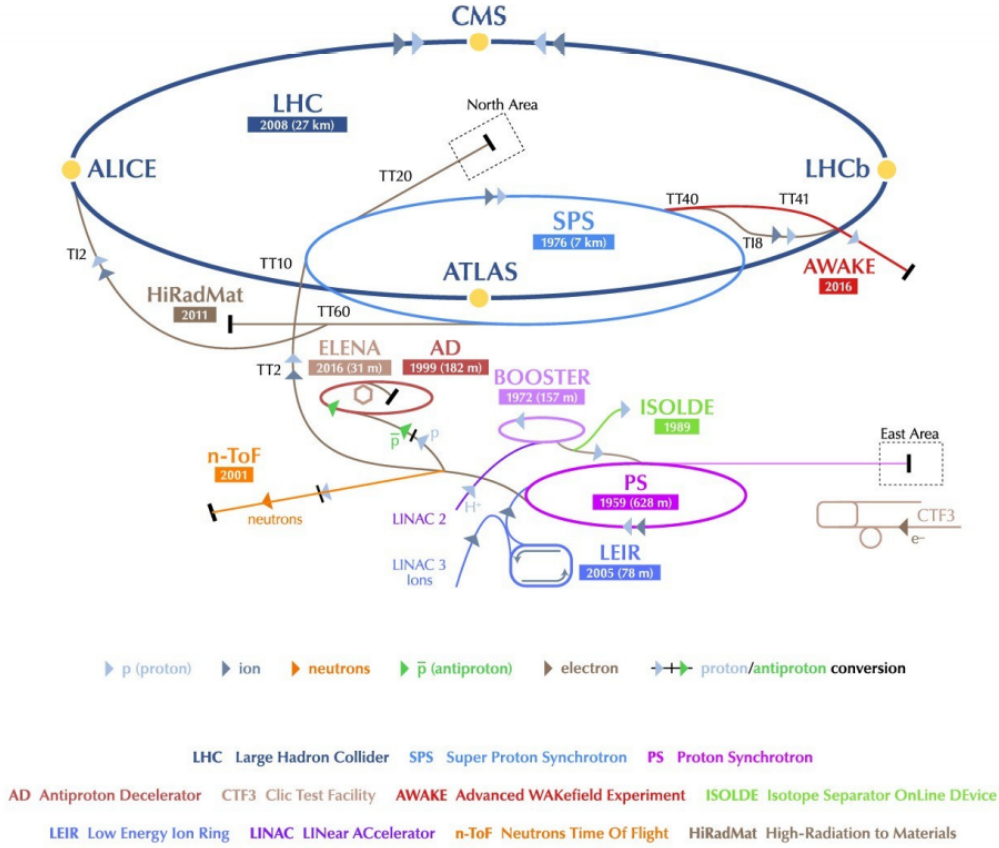 CMS
LHC
2008 (27 km)
North Area
ALICE
LHCb
TT20
TT40
TT41
SPS
1976 (7 km)
TI2
TI8
TT10
ATLAS
AWAKE
2016
HiRadMat
2011
TT60
ELENA
2016 (31 m)
AD
1999 (182 m)
TT2
BOOSTER
1972 (157 m)
ISOLDE
1989
p
p̅
East Area
n-ToF
2001
PS
1959 (628 m)
neutrons
LINAC 2
H+
CTF3
e–
LINAC 3
Ions
LEIR
2005 (78 m)
p (proton) ion neutrons p̅ (antiproton) electron proton/antiproton conversion
LHC Large Hadron Collider SPS Super Proton Synchrotron PS Proton Synchrotron
AD Antiproton Decelerator CTF3 Clic Test Facility AWAKE Advanced WAKefield Experiment ISOLDE Isotope Separator OnLine DEvice
LEIR Low Energy Ion Ring LINAC LINear ACcelerator n-ToF Neutrons Time Of Flight HiRadMat High-Radiation to Materials